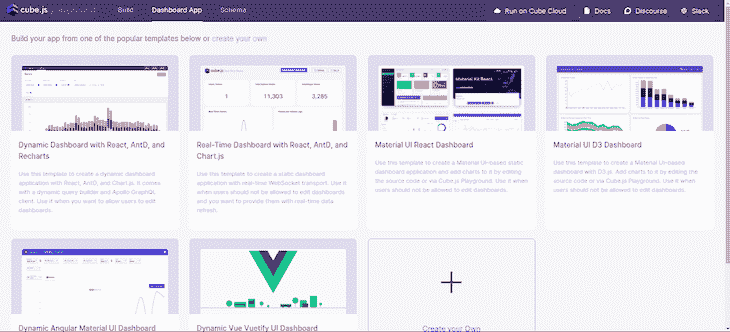 cube.js
Build
Dashboard App
Schema
Run on Cube Cloud
Docs
Discourse
Slack
Build your app from one of the popular templates below or create your own
Dynamic Dashboard with React, AntD, and
Recharts
Use this template to create a dynamic dashboard
application with React, AntD, and Chart.js. It comes
with a dynamic query builder and Apollo GraphQL
client. Use it when you want to allow users to edit
dashboards.
Real-Time Dashboard with React, AntD, and
Chart.js
1
11,303
3,785
Use this template to create a static dashboard
application with real-time WebSocket transport. Use it
when users should not be allowed to edit dashboards
and you want to provide them with real-time data
refresh.
Material UI React Dashboard
Material Kit React
Use this template to create a Material UI–based static
dashboard application and add charts to it by editing
the source code or via Cube.js Playground. Use it when
users should not be allowed to edit dashboards.
Material UI D3 Dashboard
Use this template to create a Material UI–based
dashboard with D3.js. Add charts to it by editing the
source code or via Cube.js Playground. Use it when
users should not be allowed to edit dashboards.
Dynamic Angular Material UI Dashboard
Dynamic Vue Vuetify UI Dashboard
Create your Own